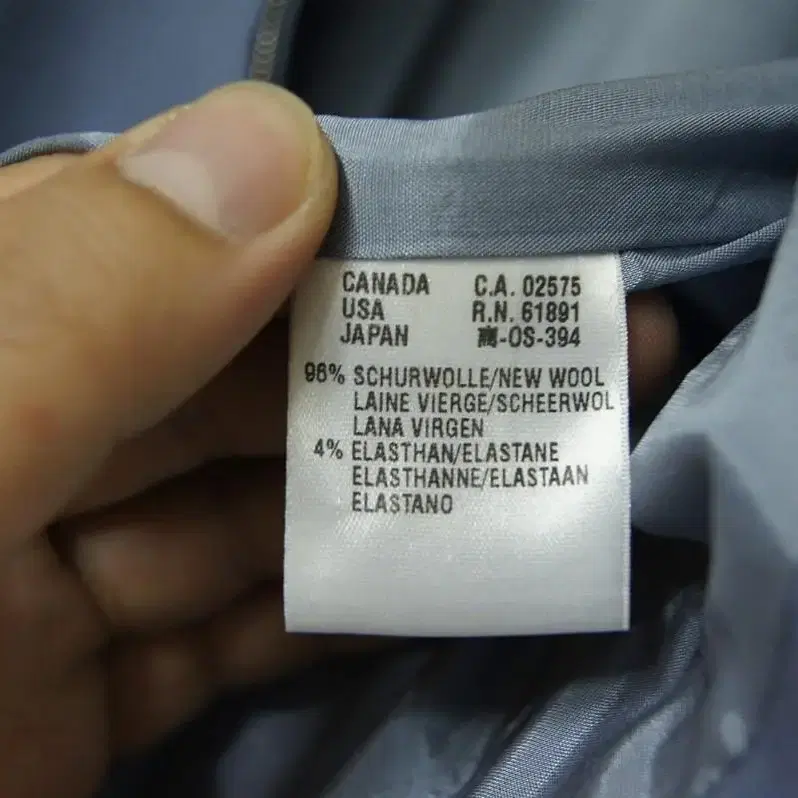 CANADA C.A. 02575
USA R.N. 61891
JAPAN -OS-394
96% SCHURWOLLE/NEW WOOL
LAINE VIERGE/SCHEERWOL
LANA VIRGEN
4% ELASTHAN/ELASTANE
ELASTHANNE/ELASTAAN
ELASTANO